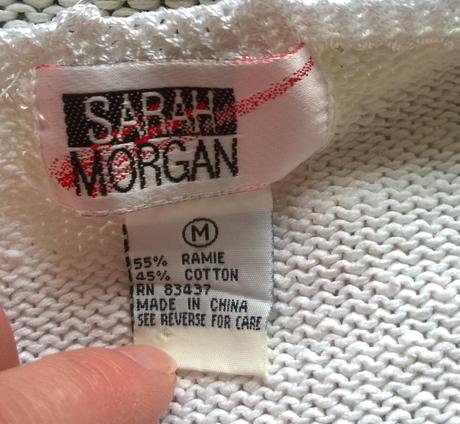 SARAH
MORGAN
M
55% RAMIE
45% COTTON
RN 83437
MADE IN CHINA
SEE REVERSE FOR CARE